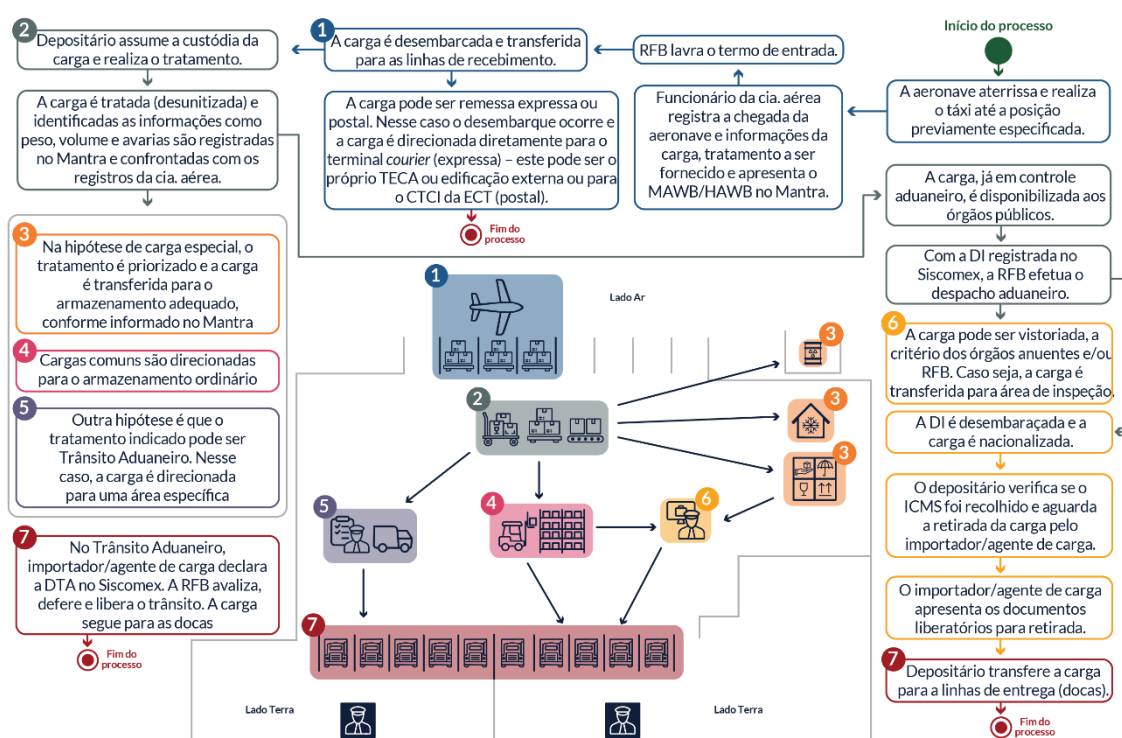 Início do processo
A aeronave aterrissa e realiza
o táxi até a posição
previamente especificada.
Funcionário da cia. aérea
registra a chegada da
aeronave e informações da
carga, tratamento a ser
fornecido e apresenta o
MAWB/HAWB no Mantra.
RFB lavra o termo de entrada.
1
A carga é desembarcada e transferida
para as linhas de recebimento.
A carga pode ser remessa expressa ou
postal. Nesse caso o desembarque ocorre e
a carga é direcionada diretamente para o
terminal courier (expressa) – este pode ser o
próprio TECA ou edificação externa ou para
o CTCI da ECT (postal).
Fim do
processo
2
Depositário assume a custódia da
carga e realiza o tratamento.
A carga é tratada (desunitizada) e
identificadas as informações como
peso, volume e avarias são registradas
no Mantra e confrontadas com os
registros da cia. aérea.
3
Na hipótese de carga especial, o
tratamento é priorizado e a carga
é transferida para o
armazenamento adequado,
conforme informado no Mantra
4
Cargas comuns são direcionadas
para o armazenamento ordinário
5
Outra hipótese é que o
tratamento indicado pode ser
Trânsito Aduaneiro. Nesse
caso, a carga é direcionada
para uma área específica
7
No Trânsito Aduaneiro,
importador/agente de carga declara
a DTA no Siscomex. A RFB avaliza,
defere e libera o trânsito. A carga
segue para as docas
Fim do
processo
A carga, já em controle
aduaneiro, é disponibilizada aos
órgãos públicos.
Com a DI registrada no
Siscomex, a RFB efetua o
despacho aduaneiro.
6
A carga pode ser vistoriada, a
critério dos órgãos anuentes e/ou
RFB. Caso seja, a carga é
transferida para área de inspeção.
A DI é desembaraçada e a
carga é nacionalizada.
O depositário verifica se o
ICMS foi recolhido e aguarda
a retirada da carga pelo
importador/agente de carga.
O importador/agente de carga
apresenta os documentos
liberatórios para retirada.
7
Depositário transfere a carga
para a linhas de entrega (docas).
Fim do
processo
1
Lado Ar
3
2
3
3
5
4
6
7
Lado Terra
Lado Terra